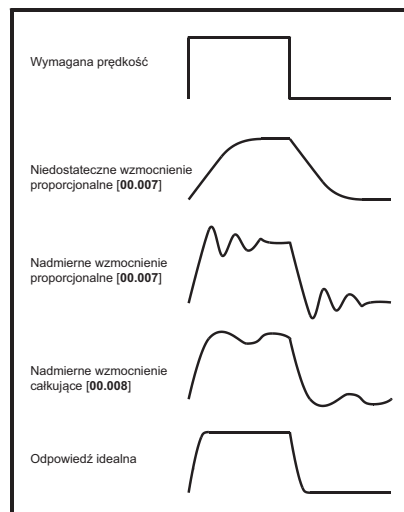 Wymagana prędkość
Niedostateczne wzmocnienie
proporcjonalne [00.007]
Nadmierne wzmocnienie
proporcjonalne [00.007]
Nadmierne wzmocnienie
całkujące [00.008]
Odpowiedź idealna